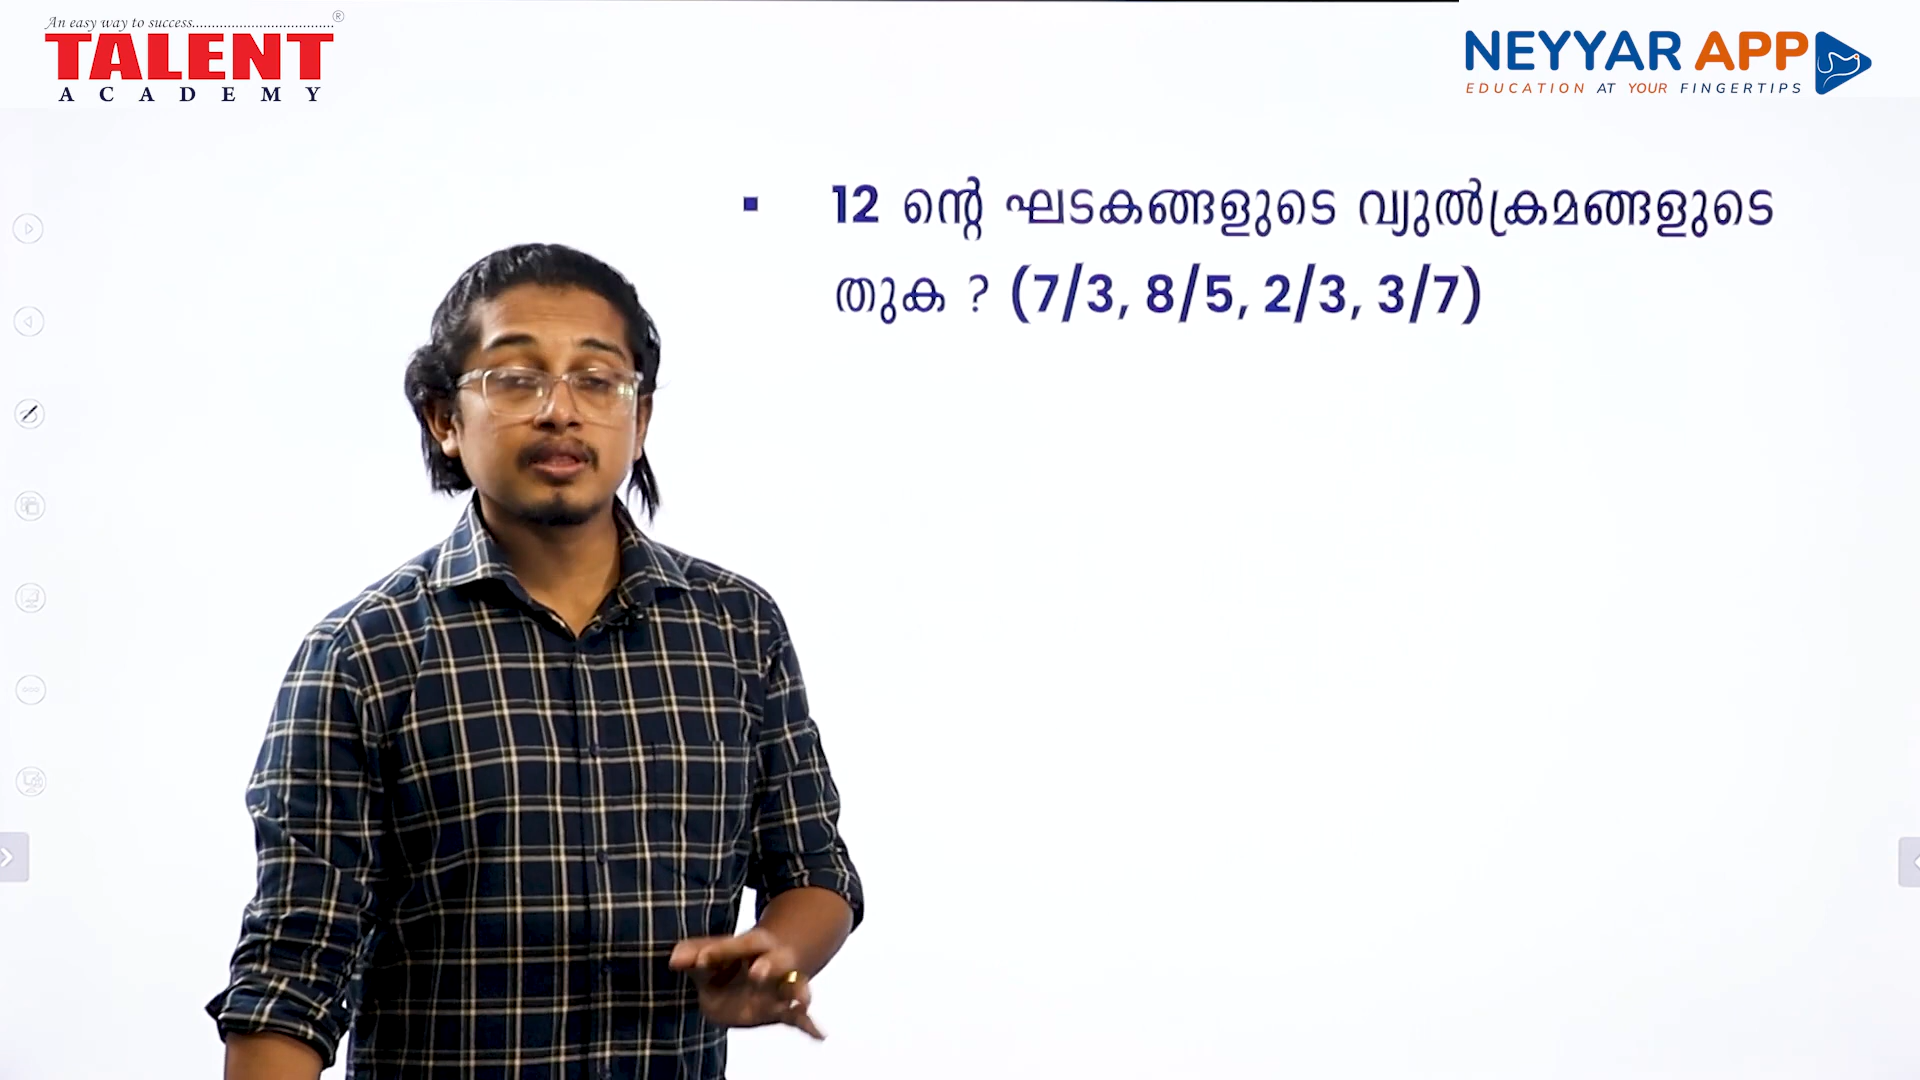 An easy way to success.......................................®
TALENT
ACADEMY
NEYYAR APP
EDUCATION AT YOUR FINGERTIPS
▪ 12 ന്റെ ഘടകങ്ങളുടെ വ്യുൽക്രമങ്ങളുടെ
തുക ? (7/3, 8/5, 2/3, 3/7)